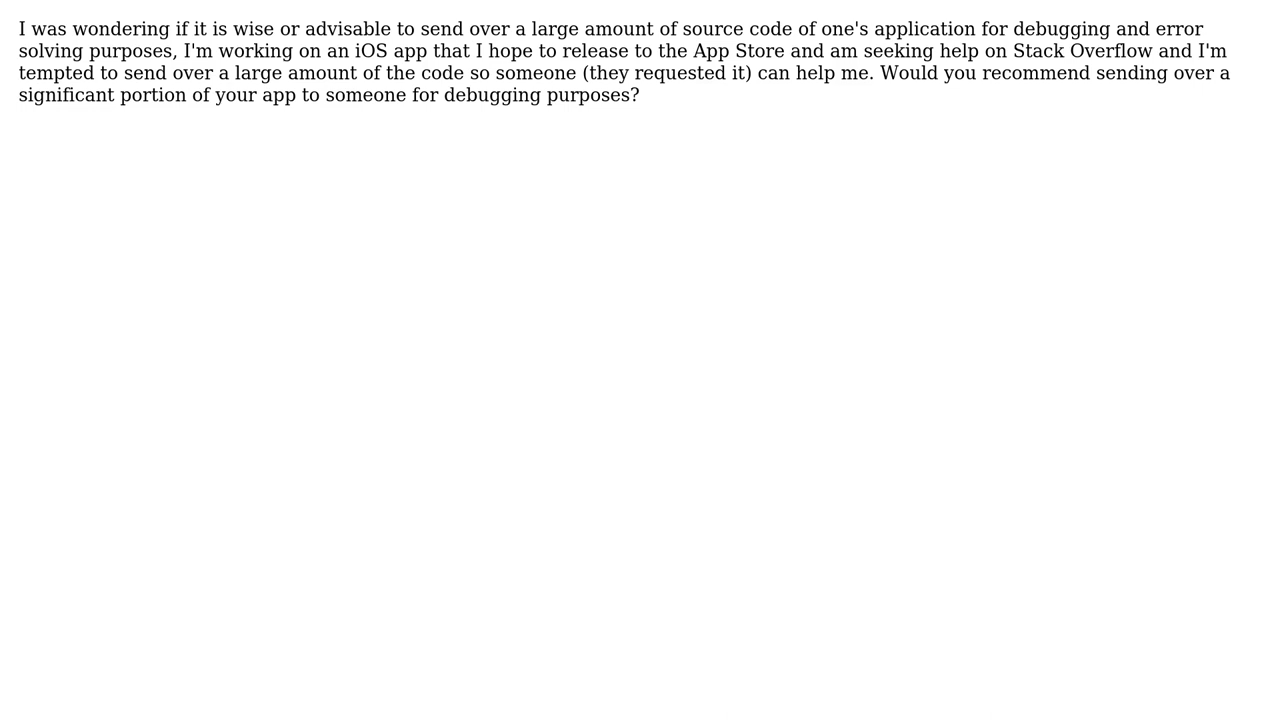 I was wondering if it is wise or advisable to send over a large amount of source code of one's application for debugging and error
solving purposes, I'm working on an iOS app that I hope to release to the App Store and am seeking help on Stack Overflow and I'm
tempted to send over a large amount of the code so someone (they requested it) can help me. Would you recommend sending over a
significant portion of your app to someone for debugging purposes?